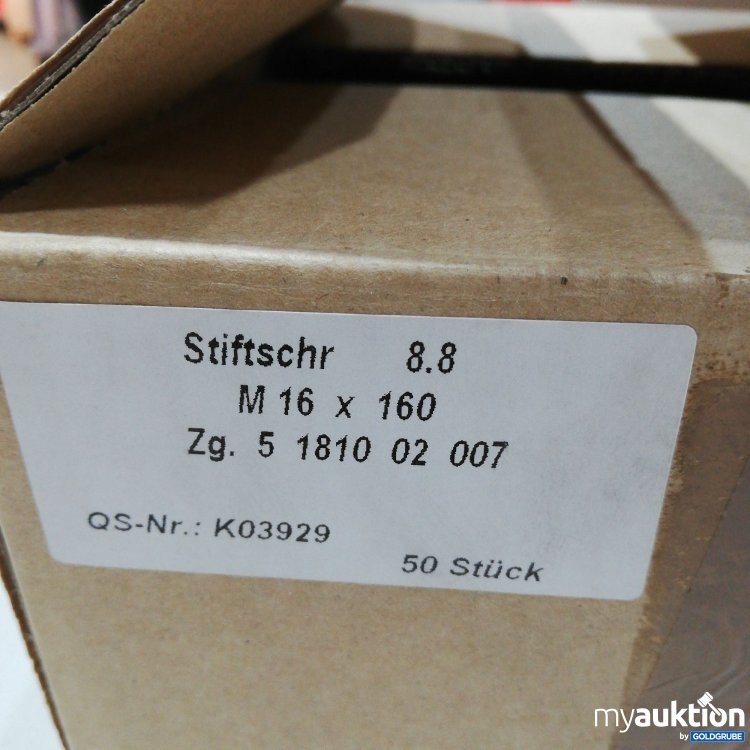 Stiftschr 8.8
M 16 x 160
Zg. 5 1810 02 007
QS-Nr.: K03929
50 Stück
myauktion
by GOLDGRUBE